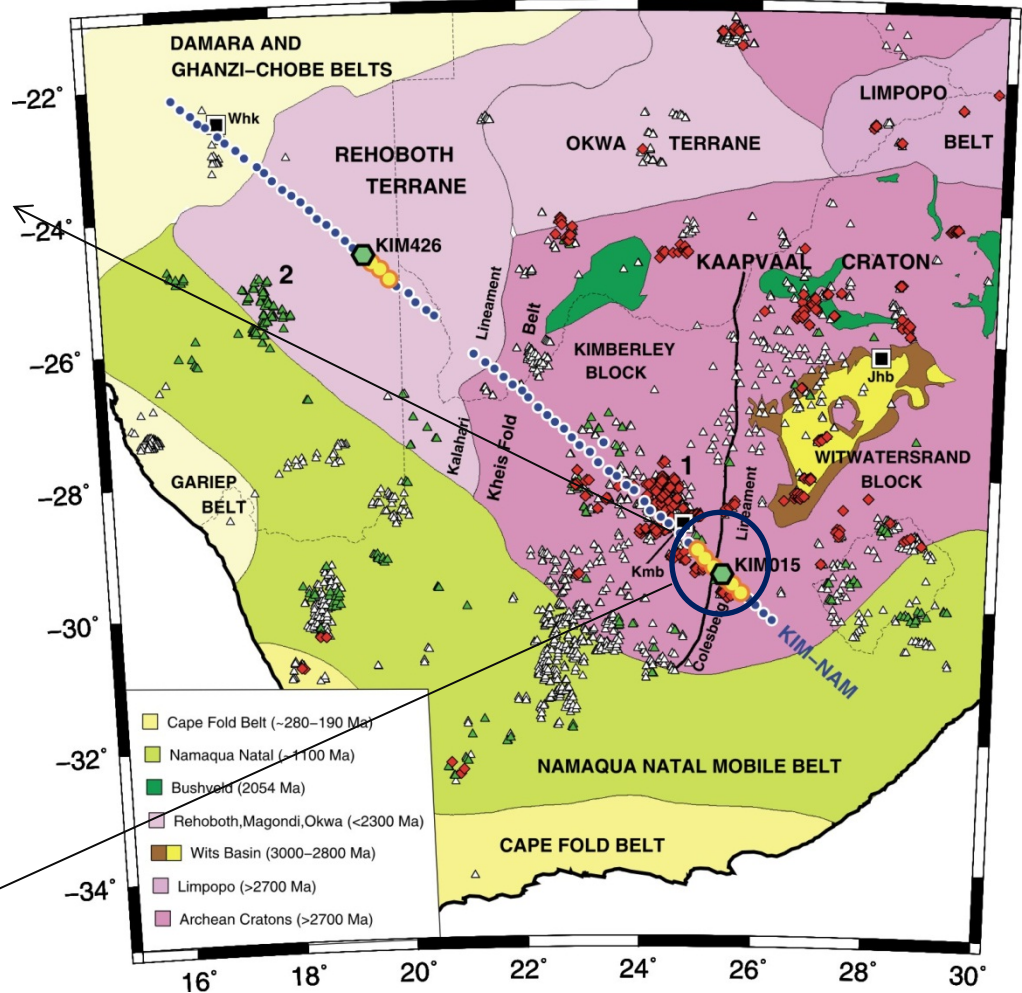 DAMARA AND
GHANZI–CHOBE BELTS
–22°
Whk
LIMPOPO
BELT
OKWA TERRANE
REHOBOTH
TERRANE
–24°
KIM426
KAAPVAAL CRATON
2
Lineament
Belt
–26°
KIMBERLEY
BLOCK
Jhb
Kalahari
Kheis Fold
1
WITWATERSRAND
BLOCK
–28°
GARIEP
BELT
Lineament
Kmb
KIM015
–30°
Colesberg
KIM–NAM
Cape Fold Belt (~280–190 Ma)
–32°
Namaqua Natal (~1100 Ma)
NAMAQUA NATAL MOBILE BELT
Bushveld (2054 Ma)
Rehoboth,Magondi,Okwa (<2300 Ma)
CAPE FOLD BELT
Wits Basin (3000–2800 Ma)
–34°
Limpopo (>2700 Ma)
Archean Cratons (>2700 Ma)
16° 18° 20° 22° 24° 26° 28° 30°